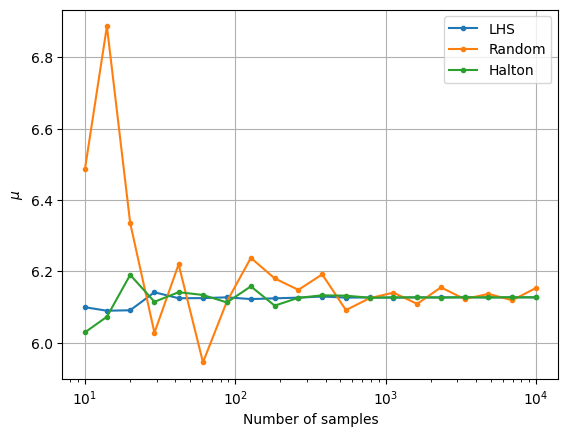 LHS
Random
Halton
6.8
6.6
6.4
6.2
6.0
μ
10¹
10²
10³
10⁴
Number of samples